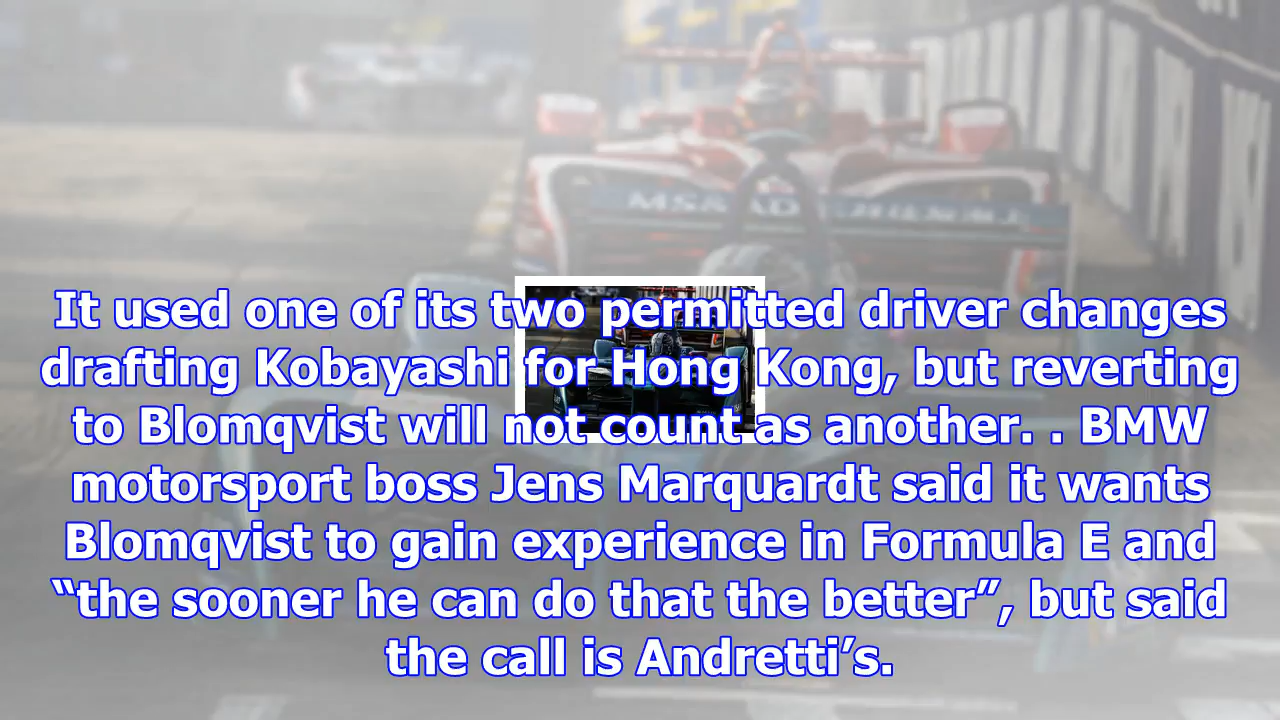 MS&AD
It used one of its two permitted driver changes
drafting Kobayashi for Hong Kong, but reverting
to Blomqvist will not count as another. . BMW
motorsport boss Jens Marquardt said it wants
Blomqvist to gain experience in Formula E and
“the sooner he can do that the better”, but said
the call is Andretti’s.